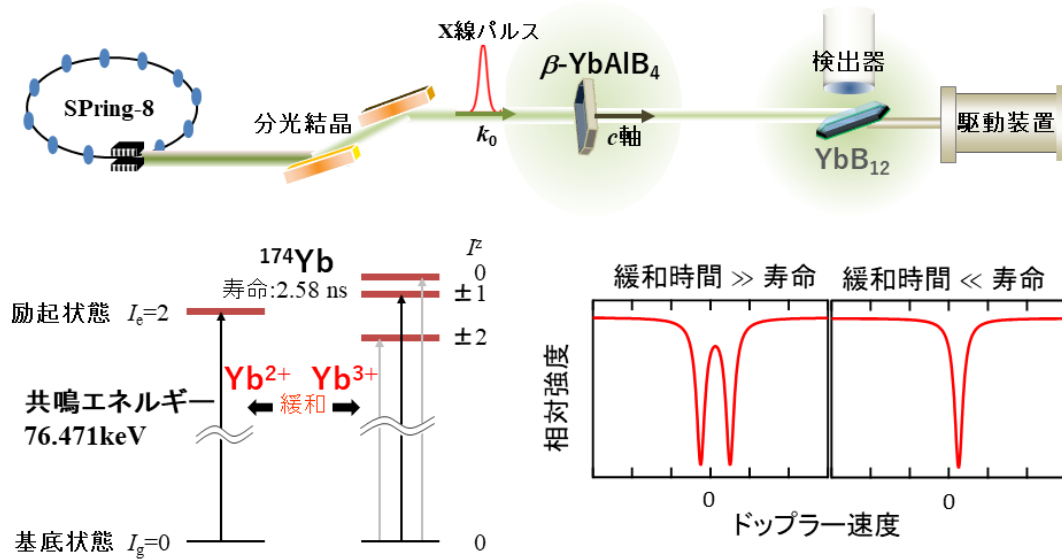 X線パルス
SPring-8
分光結晶
k₀
β-YbAlB₄
c軸
検出器
YbB₁₂
駆動装置
¹⁷⁴Yb
寿命:2.58 ns
Iᶻ
0
±1
±2
励起状態 Iₑ=2
Yb²⁺ Yb³⁺
緩和
共鳴エネルギー
76.471keV
基底状態 I_g=0
0
緩和時間 ≫ 寿命
緩和時間 ≪ 寿命
相対強度
0
0
ドップラー速度